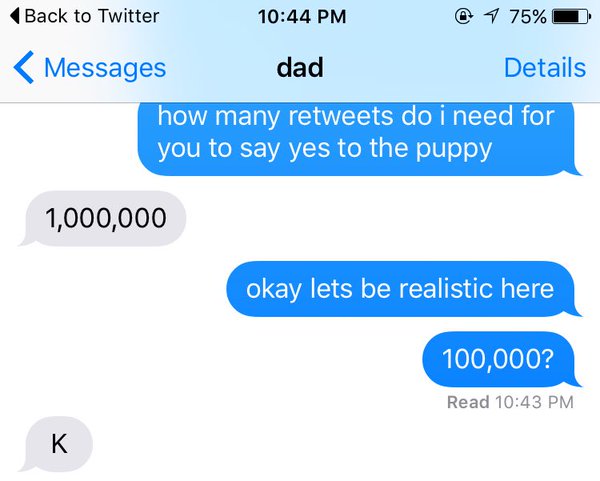 Back to Twitter 10:44 PM 75%
Messages dad Details
how many retweets do i need for
you to say yes to the puppy
1,000,000
okay lets be realistic here
100,000?
Read 10:43 PM
K